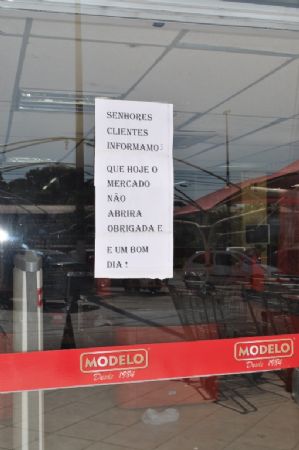 SENHORES
CLIENTES
INFORMAMO:
QUE HOJE O
MERCADO
NÃO
ABRIRA
OBRIGADA E
E UM BOM
DIA !
MODELO
Desde 1984
MODELO
Desde 1984